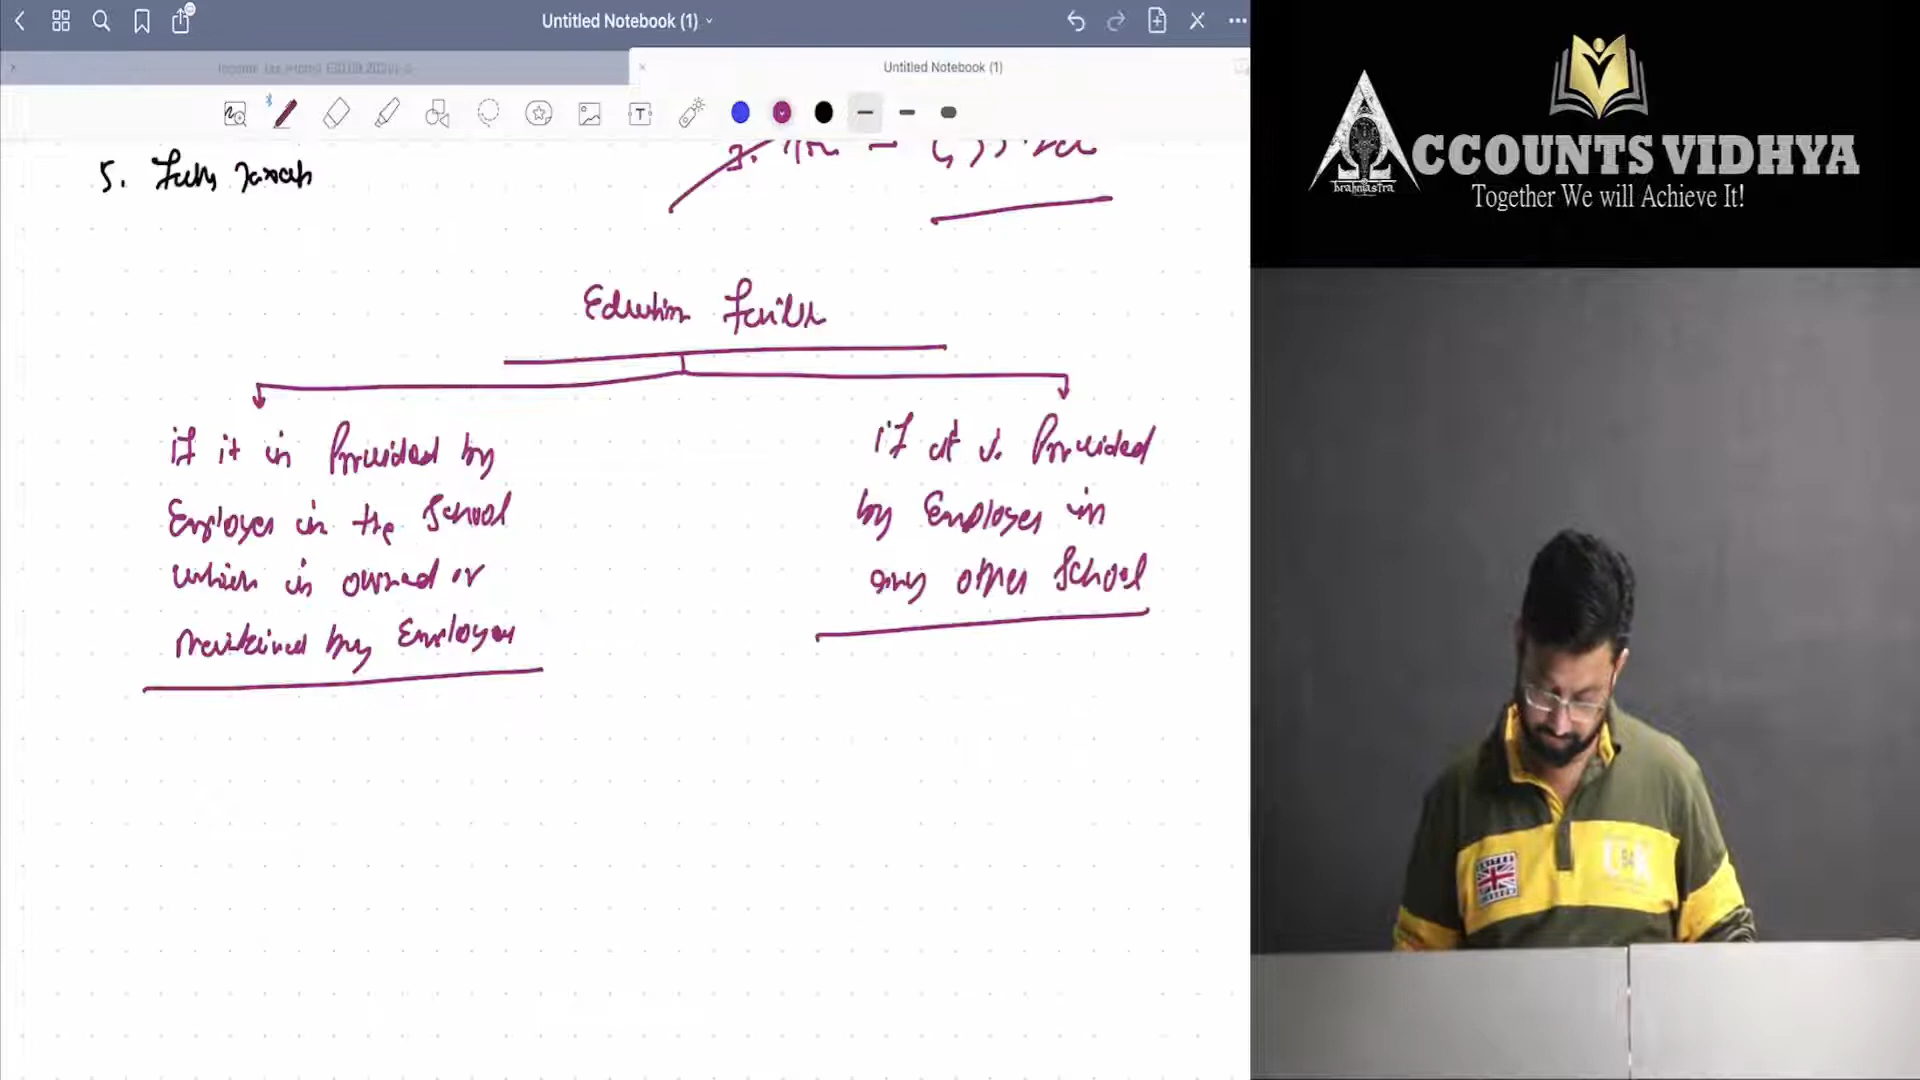 Untitled Notebook (1)
Untitled Notebook (1)
5. Fully Taxable
Education Facility
if it is Provided by
Employer in the School
which is owned or
maintained by Employer
if it is Provided
by Employer in
any other School
ACCOUNTS VIDHYA
brahmastra
Together We will Achieve It!